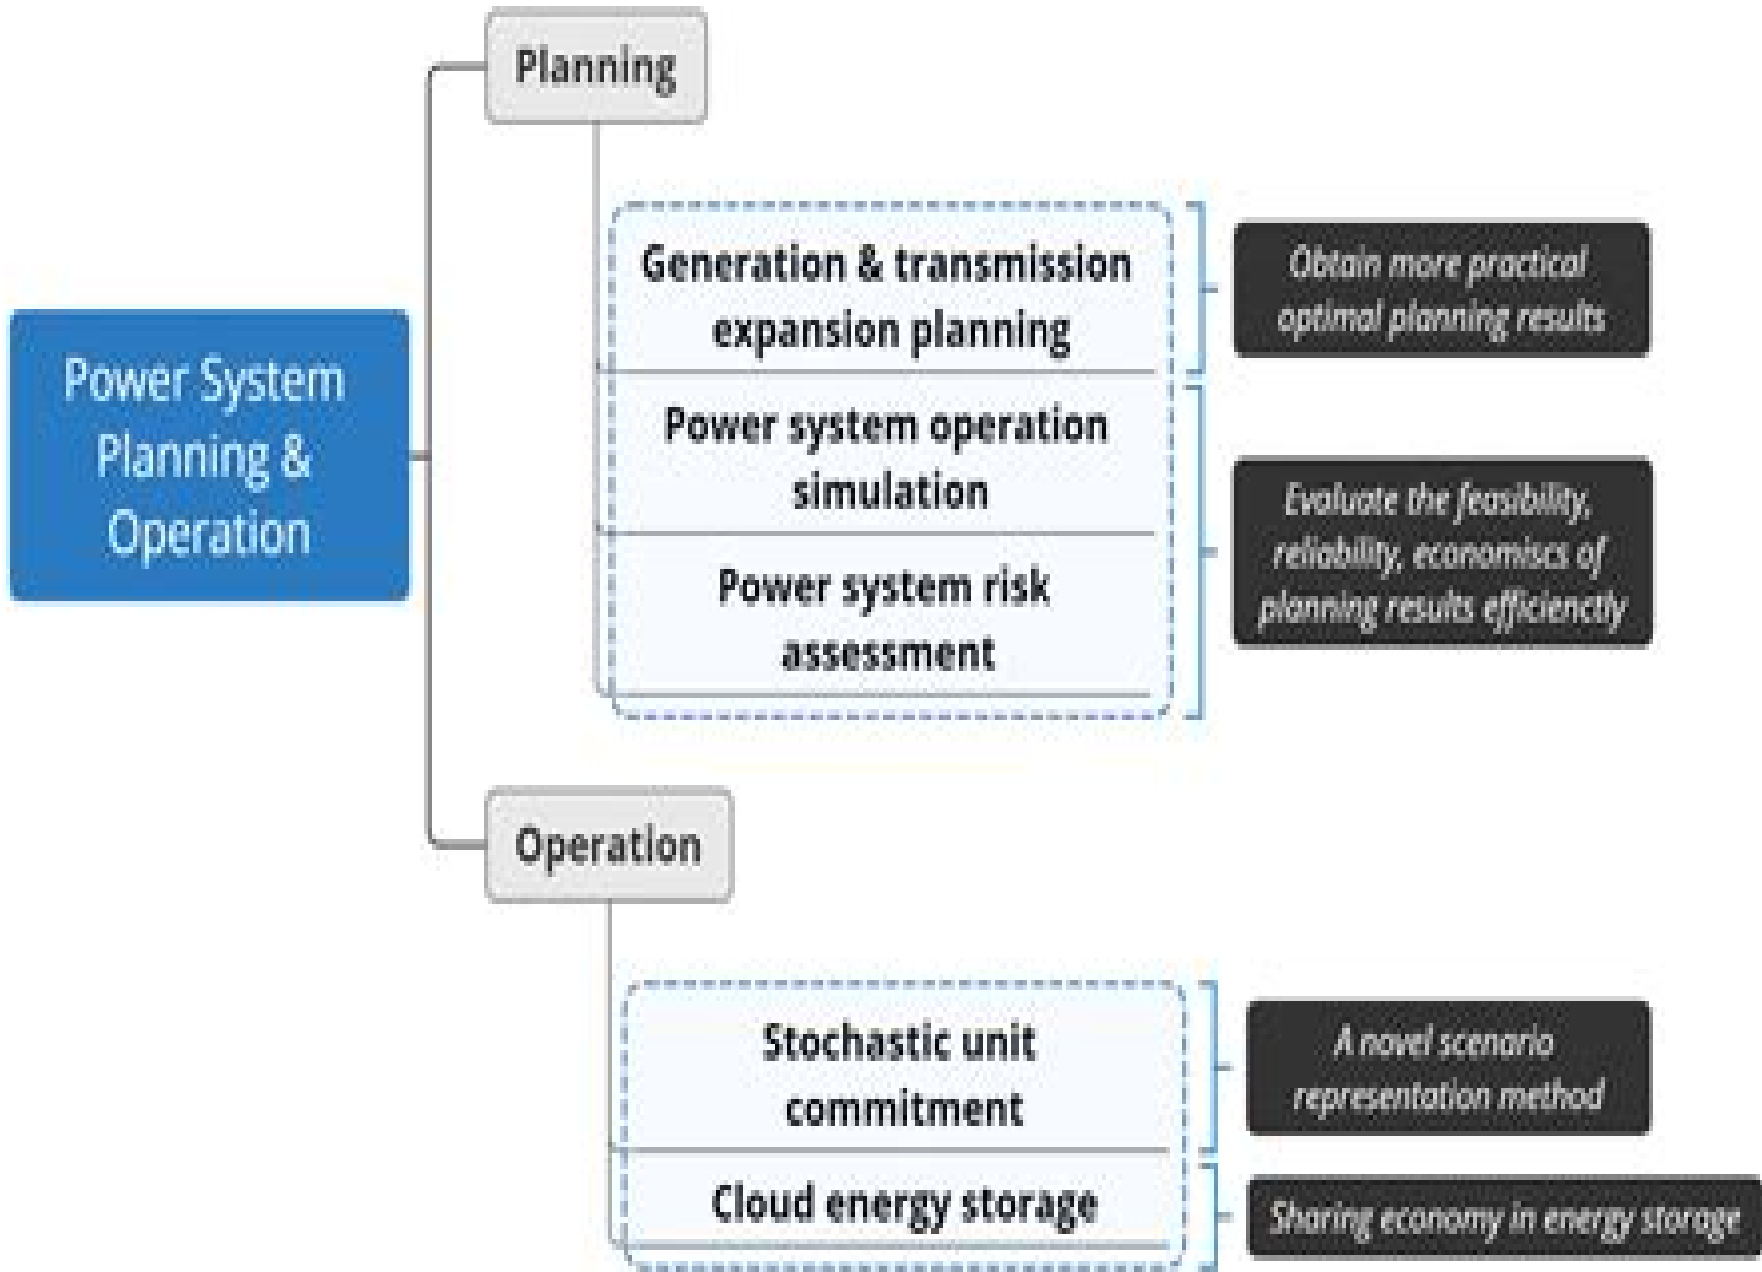 Planning
Generation & transmission
expansion planning
Obtain more practical
optimal planning results
Power System
Planning &
Operation
Power system operation
simulation
Power system risk
assessment
Evaluate the feasibility,
reliability, economiscs of
planning results efficienctly
Operation
Stochastic unit
commitment
A novel scenario
representation method
Cloud energy storage
Sharing economy in energy storage